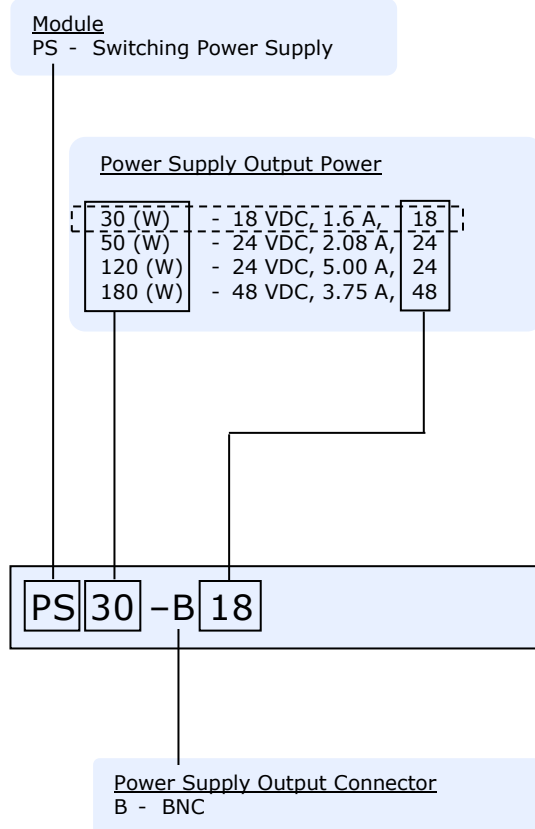 Module
PS - Switching Power Supply
Power Supply Output Power
30 (W) - 18 VDC, 1.6 A, 18
50 (W) - 24 VDC, 2.08 A, 24
120 (W) - 24 VDC, 5.00 A, 24
180 (W) - 48 VDC, 3.75 A, 48
PS 30 –B 18
Power Supply Output Connector
B - BNC